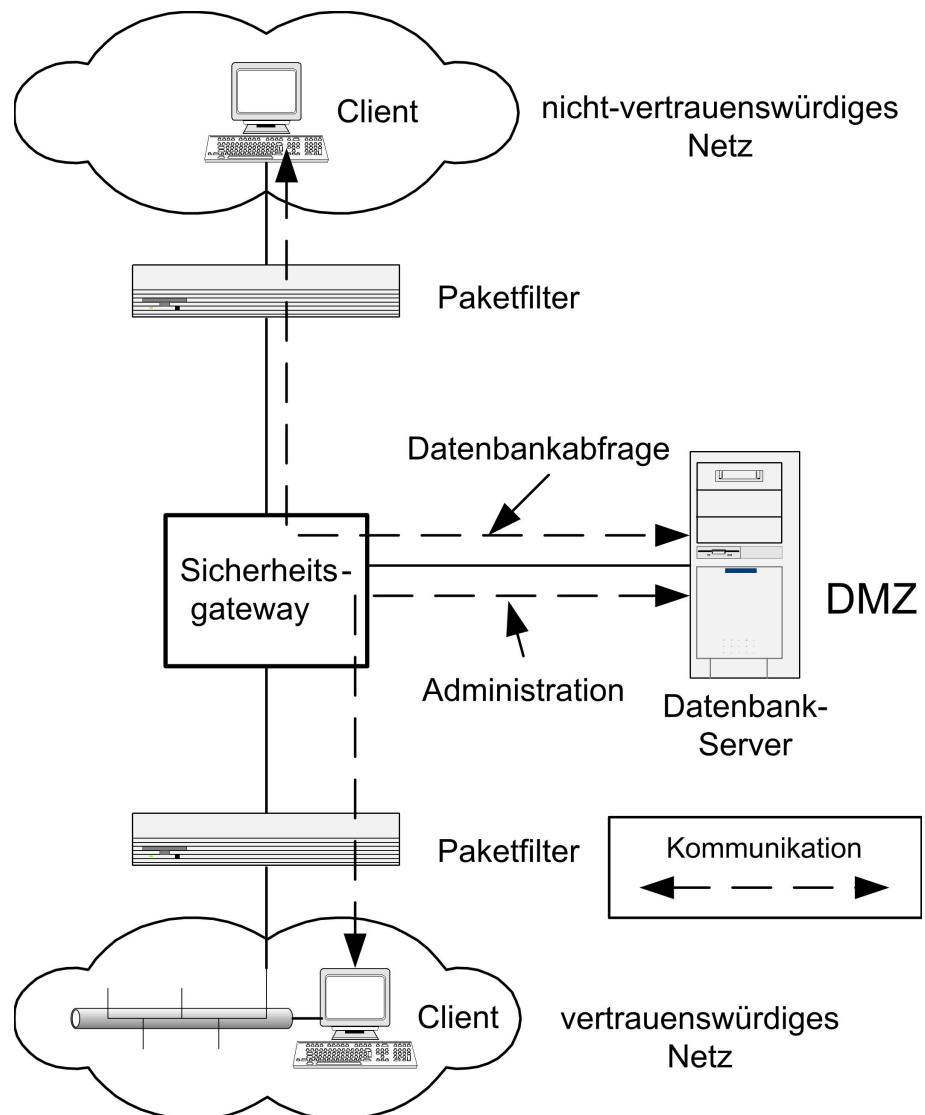 Client
nicht-vertrauenswürdiges
Netz
Paketfilter
Datenbankabfrage
Sicherheits-
gateway
DMZ
Administration
Datenbank-
Server
Paketfilter
Kommunikation
Client
vertrauenswürdiges
Netz